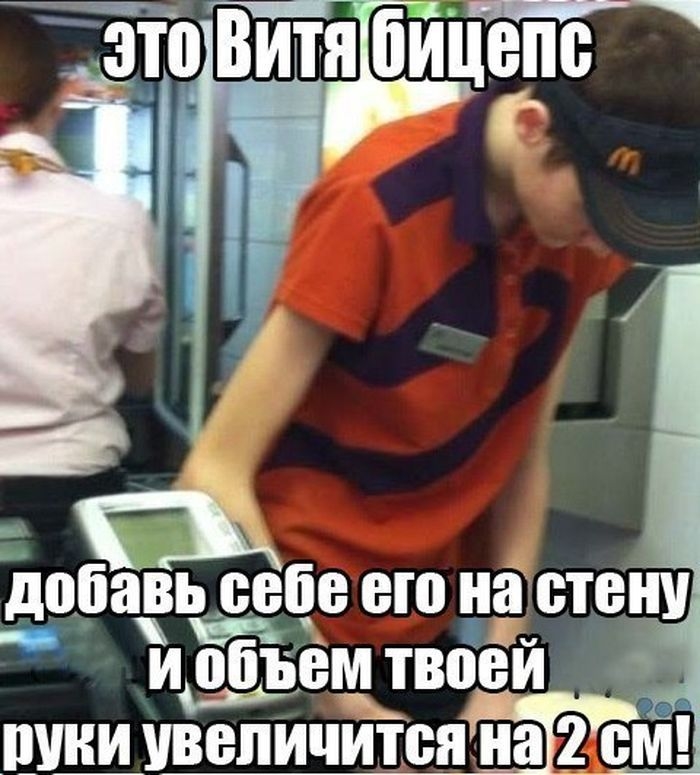 это Витя бицепс
добавь себе его на стену
и объем твоей
руки увеличится на 2 см!